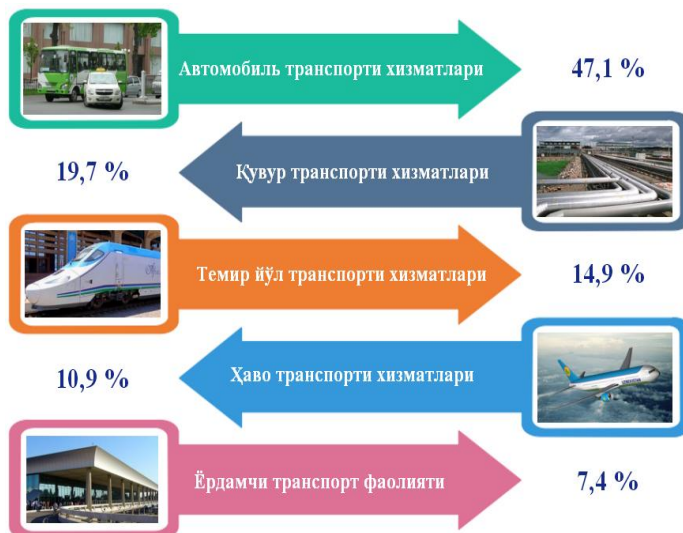 Автомобиль транспорти хизматлари
47,1 %
19,7 %
Қувур транспорти хизматлари
Темир йўл транспорти хизматлари
14,9 %
10,9 %
Ҳаво транспорти хизматлари
Ёрдамчи транспорт фаолияти
7,4 %